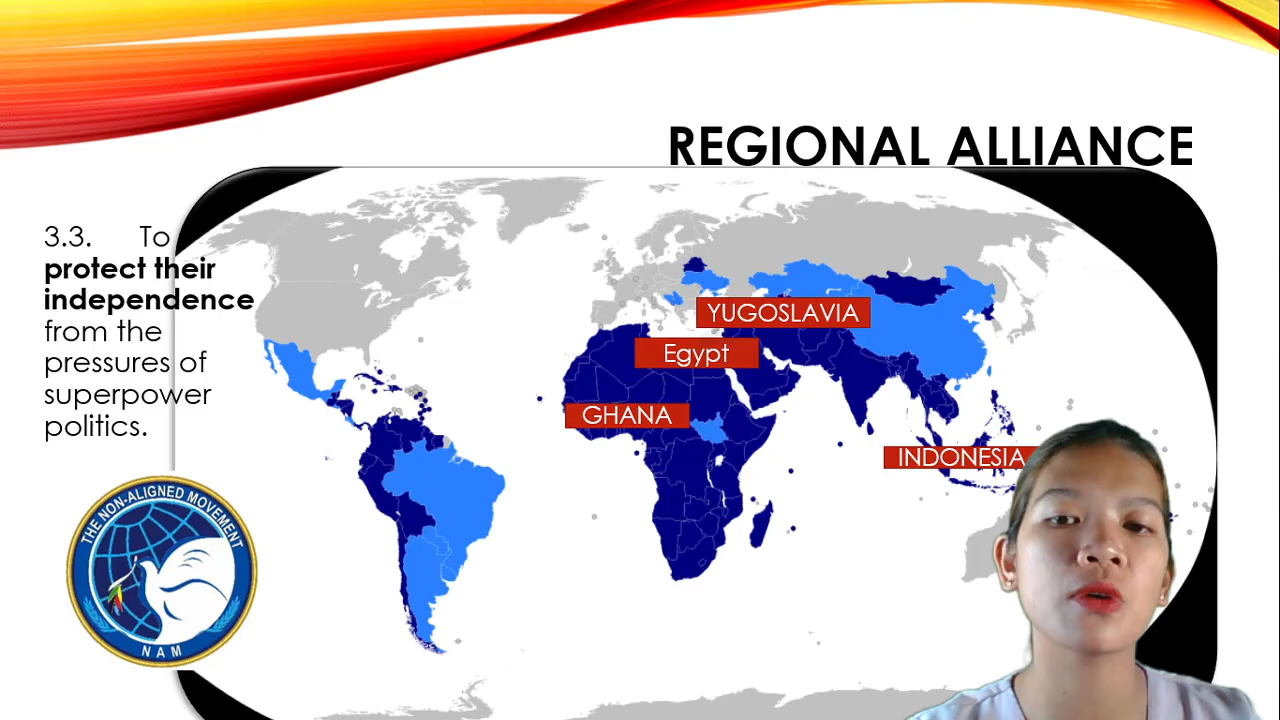 REGIONAL ALLIANCE
3.3. To
protect their
independence
from the
pressures of
superpower
politics.
YUGOSLAVIA
Egypt
GHANA
INDONESIA
THE NON-ALIGNED MOVEMENT
NAM